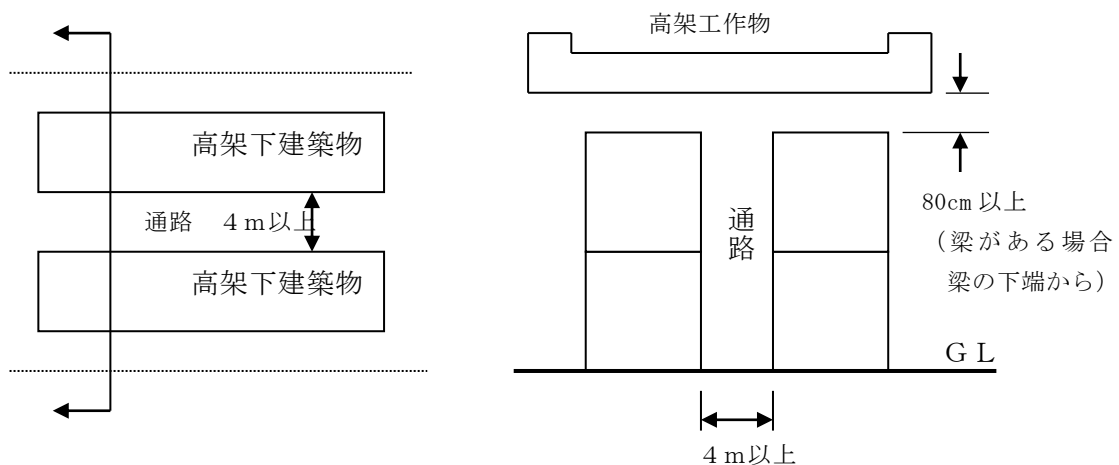 高架下建築物
通路　４ｍ以上
高架下建築物
高架工作物
通路
80cm 以上
（梁がある場合
梁の下端から）
ＧＬ
４ｍ以上